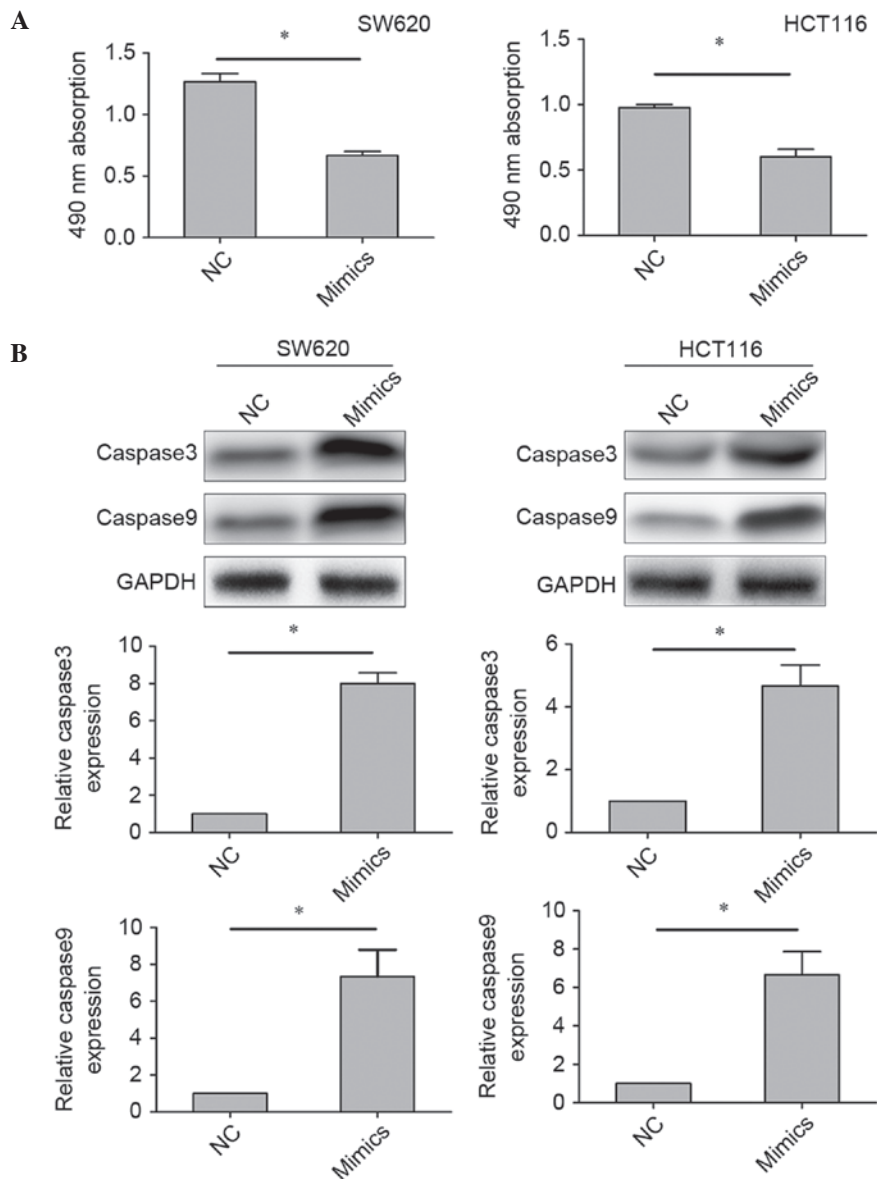 A
SW620
*
490 nm absorption
1.5
1.0
0.5
0.0
NC
Mimics
HCT116
*
490 nm absorption
1.5
1.0
0.5
0.0
NC
Mimics
B
SW620
NC
Mimics
Caspase3
Caspase9
GAPDH
HCT116
NC
Mimics
Caspase3
Caspase9
GAPDH
*
Relative caspase3
expression
10
8
6
4
2
0
NC
Mimics
*
Relative caspase3
expression
6
4
2
0
NC
Mimics
*
Relative caspase9
expression
10
8
6
4
2
0
NC
Mimics
*
Relative caspase9
expression
10
8
6
4
2
0
NC
Mimics